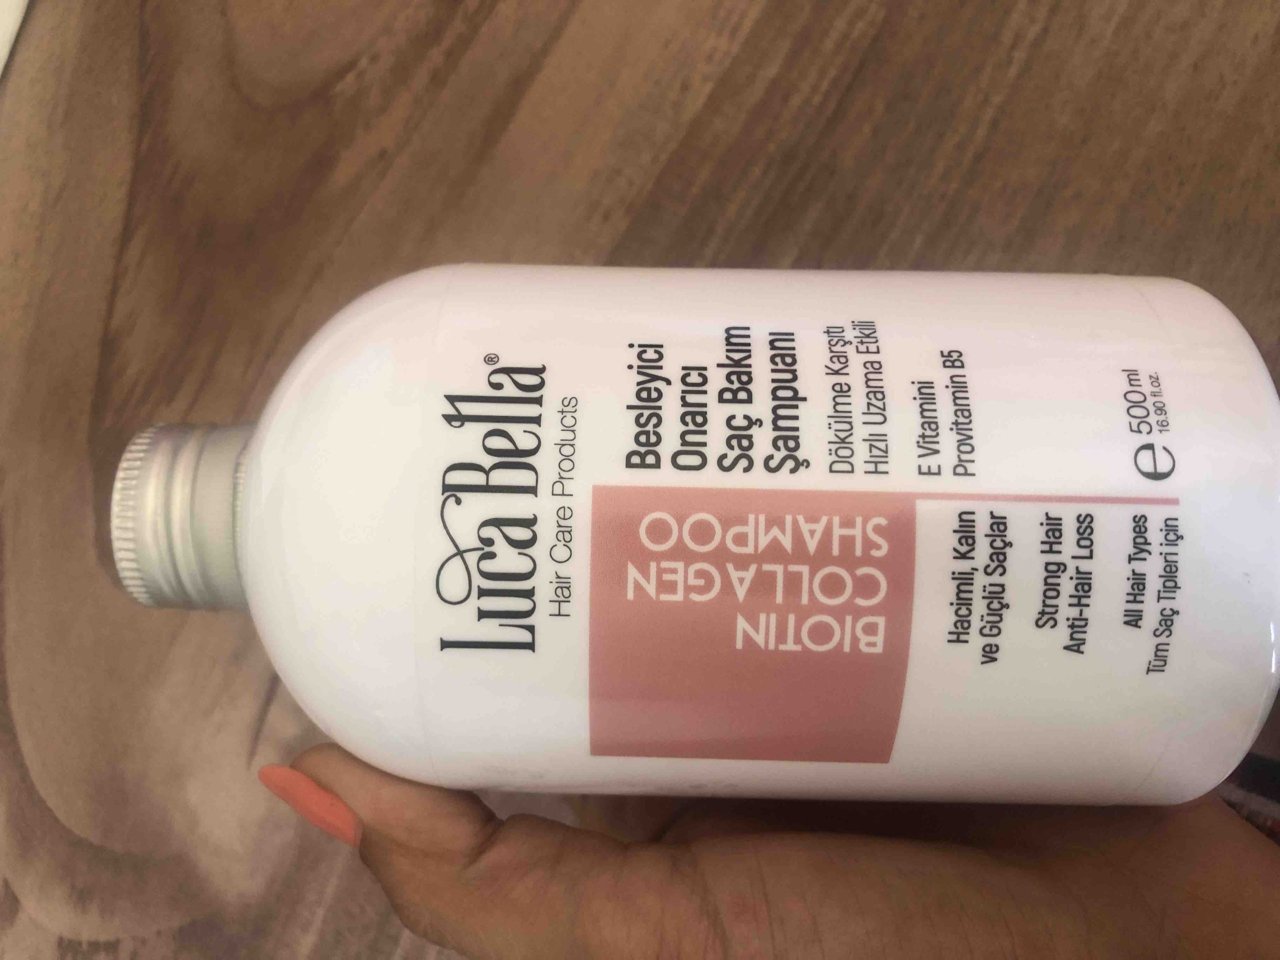 Luca Bella®
Hair Care Products
BIOTIN
COLLAGEN
SHAMPOO
Besleyici
Onarıcı
Saç Bakım
Şampuanı
Dökülme Karşıtı
Hızlı Uzama Etkili
E Vitamini
Provitamin B5
Hacimli, Kalın
ve Güçlü Saçlar
Strong Hair
Anti-Hair Loss
All Hair Types
Tüm Saç Tipleri için
e 500 ml
16.90 fl.oz.